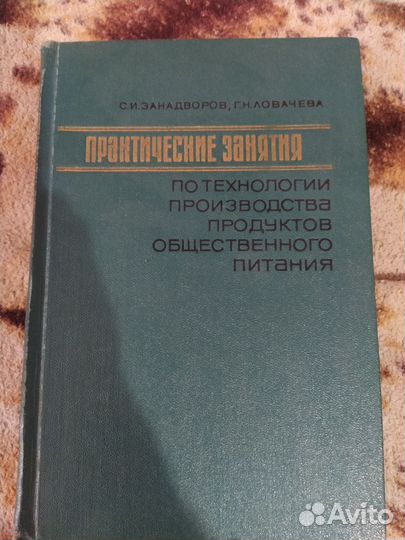 С.И.ЗАНАДВОРОВ, Г.Н.ЛОВАЧЕВА
ПРАКТИЧЕСКИЕ ЗАНЯТИЯ
ПО ТЕХНОЛОГИИ
ПРОИЗВОДСТВА
ПРОДУКТОВ
ОБЩЕСТВЕННОГО
ПИТАНИЯ
Avito